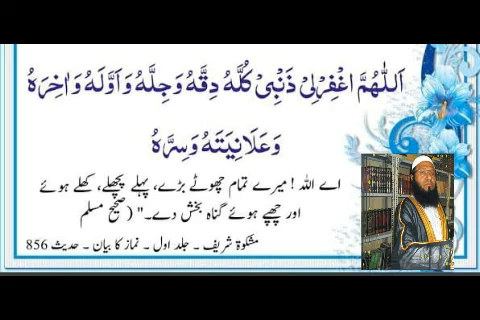 اَللّٰهُمَّ اغْفِرْلِیْ ذَنْبِیْ کُلَّهٗ دِقَّهٗ وَجِلَّهٗ وَاَوَّلَهٗ وَاٰخِرَهٗ
وَعَلَانِیَتَهٗ وَسِرَّهٗ
اے اللہ ! میرے تمام چھوٹے بڑے، پہلے پچھلے، کھلے ہوئے
اور چھپے ہوئے گناہ بخش دے۔" (صحیح مسلم
مشکوٰۃ شریف ۔ جلد اول ۔ نماز کا بیان ۔ حدیث 856